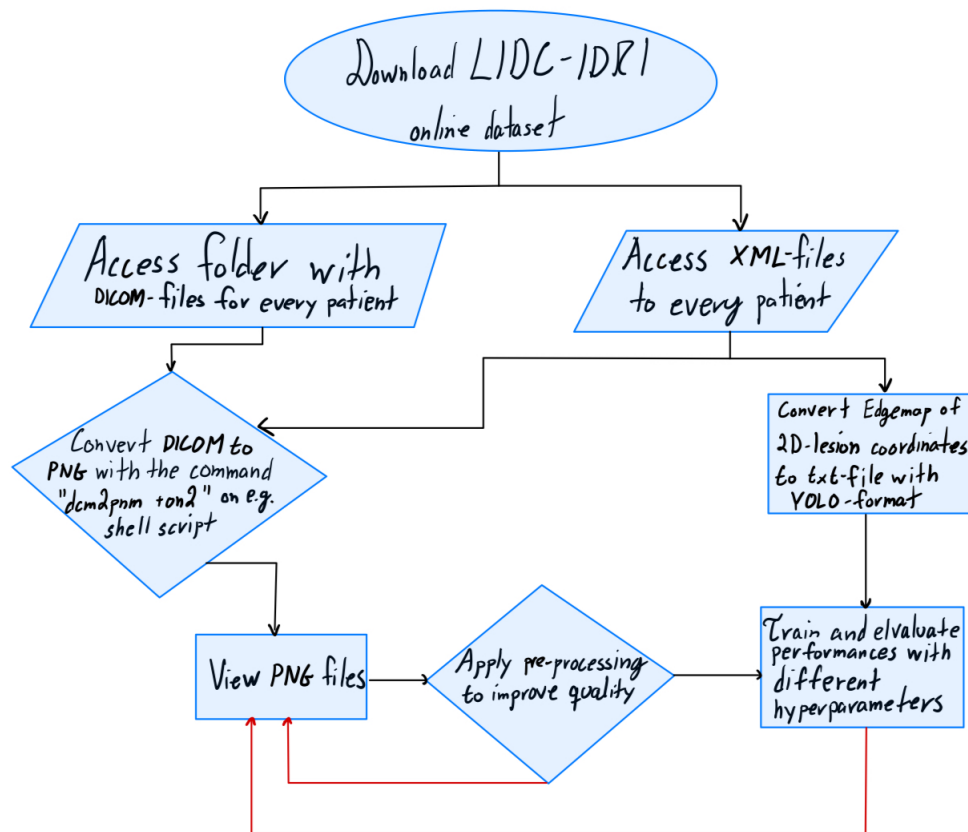 Download LIDC-IDRI
online dataset
Access folder with
DICOM-files for every patient
Access XML-files
to every patient
Convert DICOM to
PNG with the command
"dcm2pnm +on2" on e.g.
shell script
Convert Edgemap of
2D-lesion coordinates
to txt-file with
YOLO-format
View PNG files
Apply pre-processing
to improve quality
Train and elvaluate
performances with
different
hyperparameters